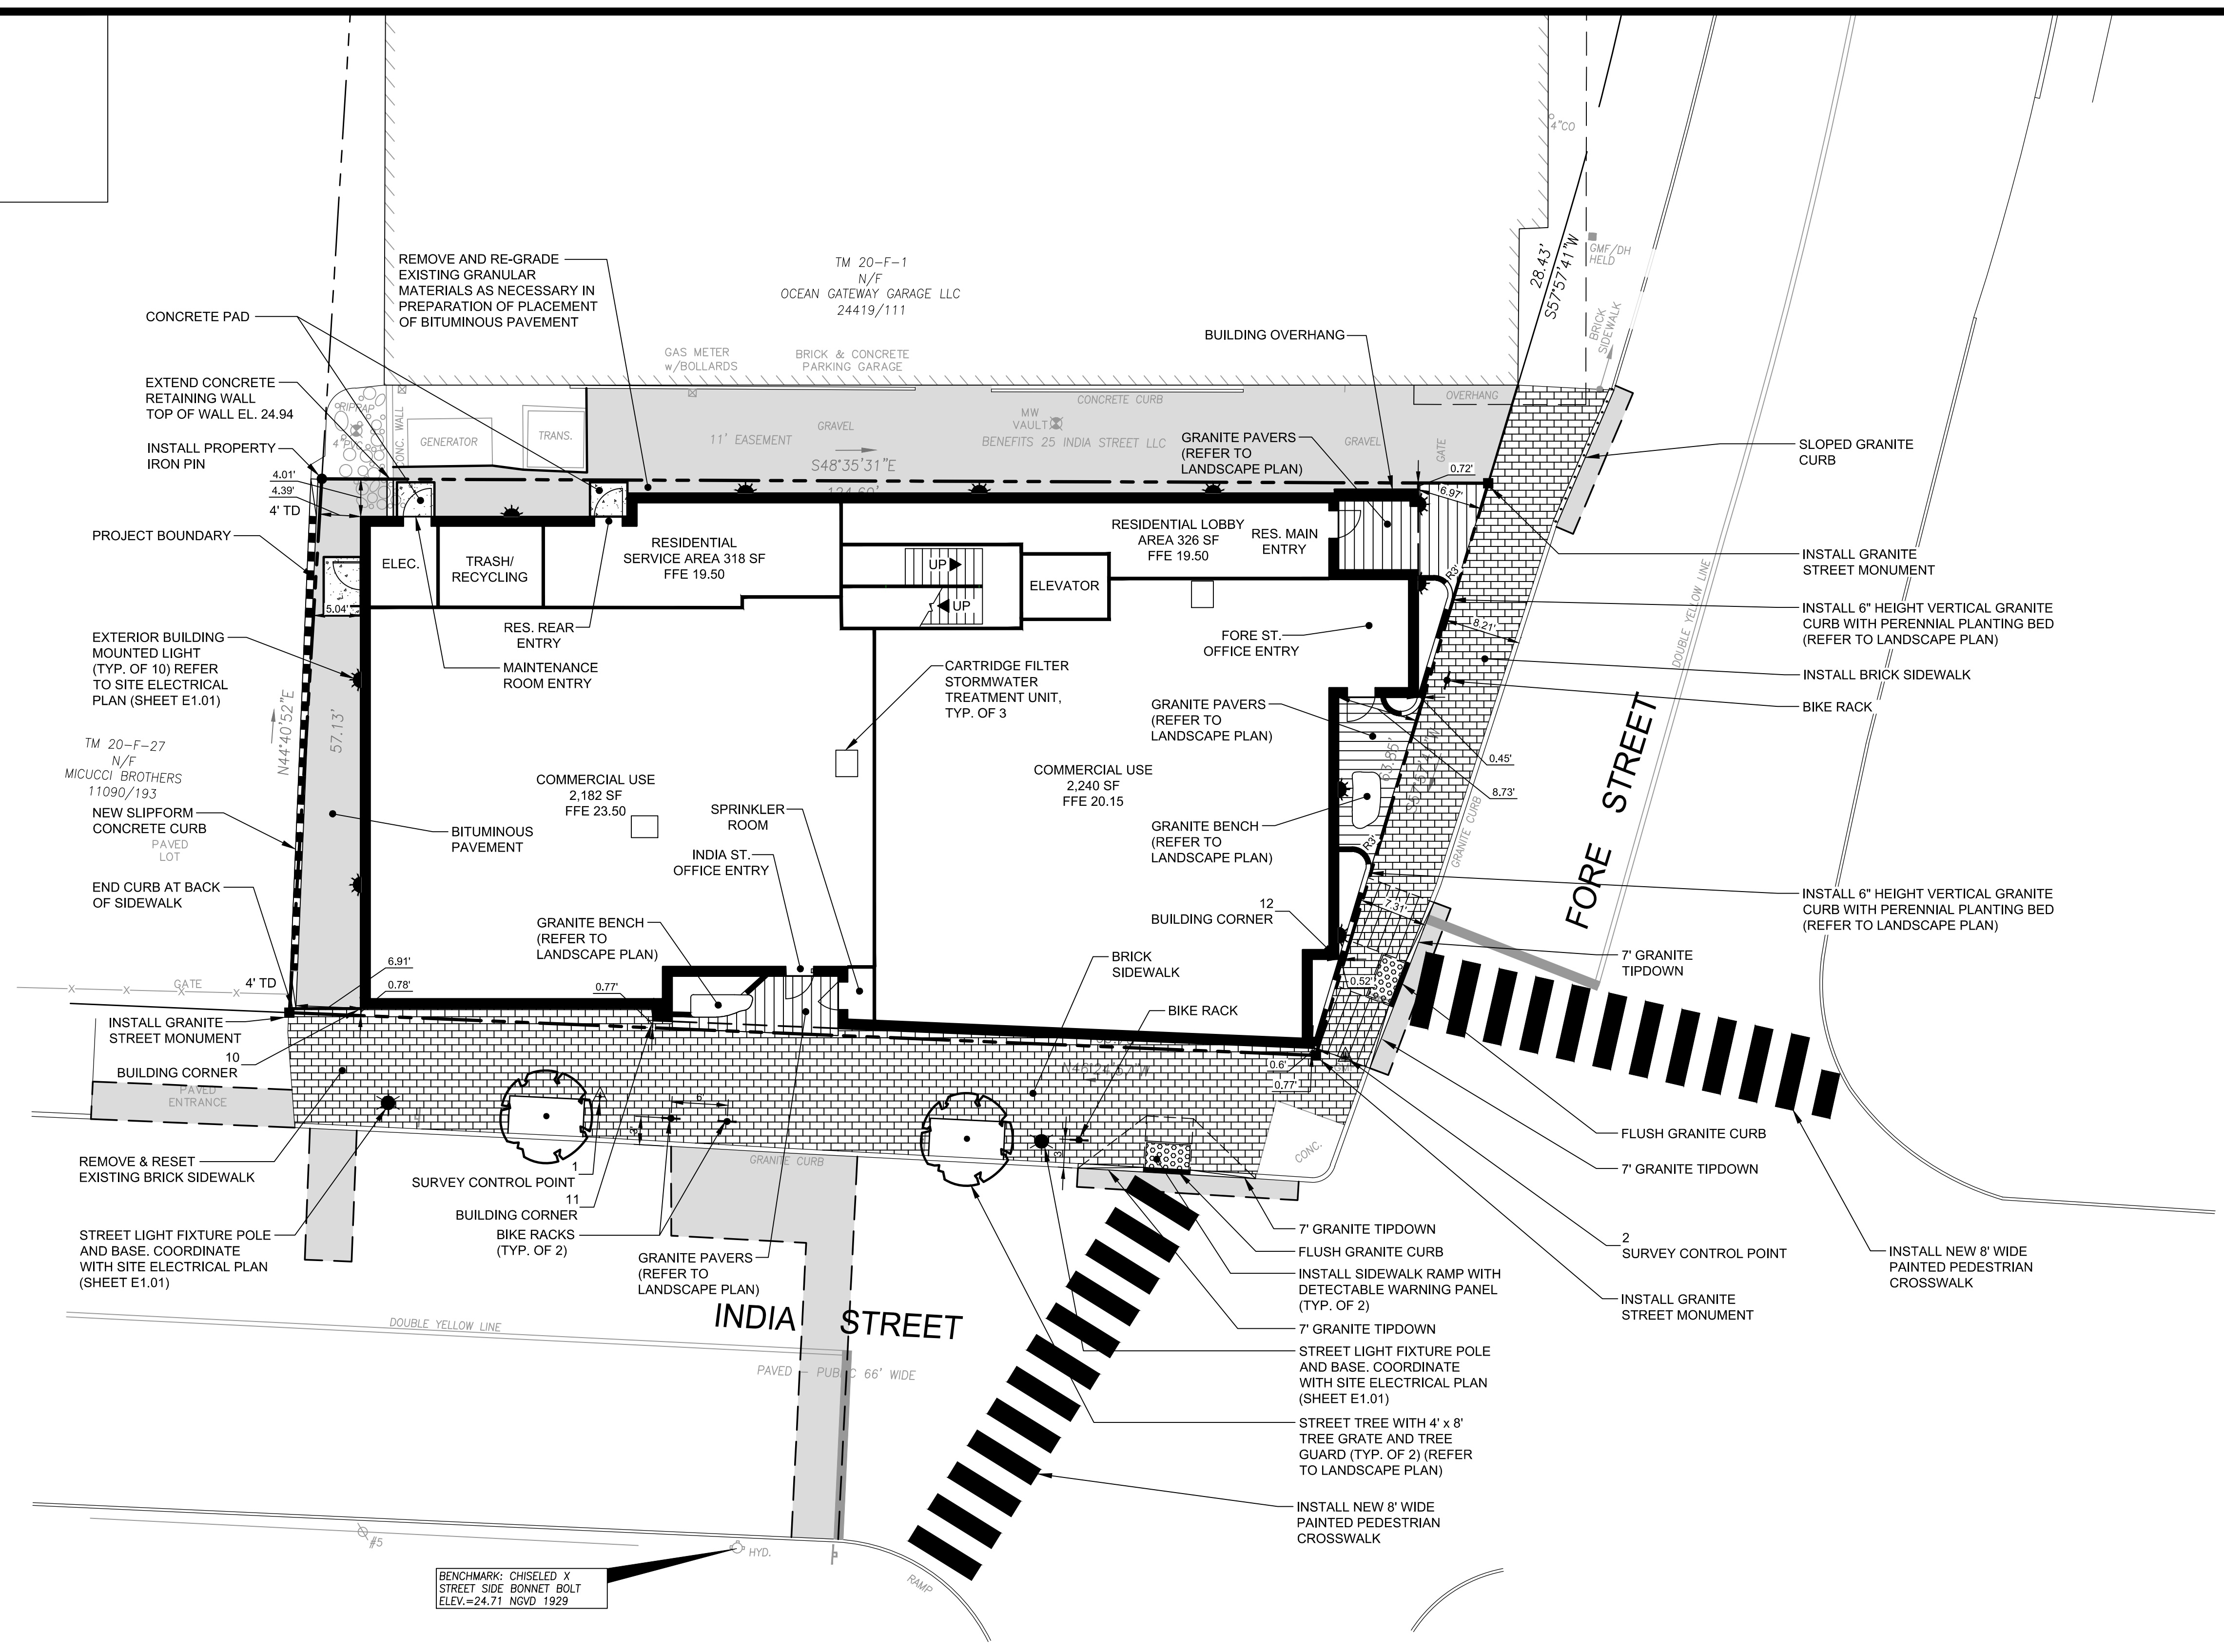 4"CO
28.43'
S57°57'41"W
GMF/DH
HELD
BRICK
SIDEWALK
REMOVE AND RE-GRADE
EXISTING GRANULAR
MATERIALS AS NECESSARY IN
PREPARATION OF PLACEMENT
OF BITUMINOUS PAVEMENT
TM 20-F-1
N/F
OCEAN GATEWAY GARAGE LLC
24419/111
CONCRETE PAD
BUILDING OVERHANG
GAS METER
w/BOLLARDS
BRICK & CONCRETE
PARKING GARAGE
EXTEND CONCRETE
RETAINING WALL
TOP OF WALL EL. 24.94
RIPRAP
CONC. WALL
GENERATOR
TRANS.
11' EASEMENT
GRAVEL
S48°35'31"E
MW
VAULT
CONCRETE CURB
BENEFITS 25 INDIA STREET LLC
GRANITE PAVERS
(REFER TO
LANDSCAPE PLAN)
GRAVEL
OVERHANG
GATE
SLOPED GRANITE
CURB
INSTALL PROPERTY
IRON PIN
4.01'
4.39'
4' TD
0.72'
6.97'
PROJECT BOUNDARY
ELEC.
TRASH/
RECYCLING
RESIDENTIAL
SERVICE AREA 318 SF
FFE 19.50
UP
UP
ELEVATOR
RESIDENTIAL LOBBY
AREA 326 SF
FFE 19.50
RES. MAIN
ENTRY
INSTALL GRANITE
STREET MONUMENT
R3'
5.04'
INSTALL 6" HEIGHT VERTICAL GRANITE
CURB WITH PERENNIAL PLANTING BED
(REFER TO LANDSCAPE PLAN)
8.21'
DOUBLE YELLOW LINE
EXTERIOR BUILDING
MOUNTED LIGHT
(TYP. OF 10) REFER
TO SITE ELECTRICAL
PLAN (SHEET E1.01)
RES. REAR
ENTRY
MAINTENANCE
ROOM ENTRY
CARTRIDGE FILTER
STORMWATER
TREATMENT UNIT,
TYP. OF 3
FORE ST.
OFFICE ENTRY
INSTALL BRICK SIDEWALK
BIKE RACK
N44°40'52"E
57.13'
TM 20-F-27
N/F
MICUCCI BROTHERS
11090/193
GRANITE PAVERS
(REFER TO
LANDSCAPE PLAN)
63.85'
0.45'
8.73'
FORE STREET
COMMERCIAL USE
2,182 SF
FFE 23.50
COMMERCIAL USE
2,240 SF
FFE 20.15
NEW SLIPFORM
CONCRETE CURB
PAVED
LOT
BITUMINOUS
PAVEMENT
SPRINKLER
ROOM
INDIA ST.
OFFICE ENTRY
GRANITE BENCH
(REFER TO
LANDSCAPE PLAN)
R3'
GRANITE CURB
END CURB AT BACK
OF SIDEWALK
INSTALL 6" HEIGHT VERTICAL GRANITE
CURB WITH PERENNIAL PLANTING BED
(REFER TO LANDSCAPE PLAN)
7.31'
12
BUILDING CORNER
GRANITE BENCH
(REFER TO
LANDSCAPE PLAN)
BRICK
SIDEWALK
7' GRANITE
TIPDOWN
GATE
4' TD
6.91'
0.78'
0.77'
0.52'
BIKE RACK
INSTALL GRANITE
STREET MONUMENT
10
BUILDING CORNER
PAVED
ENTRANCE
N46°24'57"W
0.6'
0.77'
6'
3'
3'
GRANITE CURB
CONC.
FLUSH GRANITE CURB
7' GRANITE TIPDOWN
REMOVE & RESET
EXISTING BRICK SIDEWALK
1
SURVEY CONTROL POINT
11
BUILDING CORNER
BIKE RACKS
(TYP. OF 2)
STREET LIGHT FIXTURE POLE
AND BASE. COORDINATE
WITH SITE ELECTRICAL PLAN
(SHEET E1.01)
GRANITE PAVERS
(REFER TO
LANDSCAPE PLAN)
7' GRANITE TIPDOWN
FLUSH GRANITE CURB
INSTALL SIDEWALK RAMP WITH
DETECTABLE WARNING PANEL
(TYP. OF 2)
7' GRANITE TIPDOWN
2
SURVEY CONTROL POINT
INSTALL GRANITE
STREET MONUMENT
INSTALL NEW 8' WIDE
PAINTED PEDESTRIAN
CROSSWALK
DOUBLE YELLOW LINE
INDIA STREET
PAVED - PUBLIC 66' WIDE
STREET LIGHT FIXTURE POLE
AND BASE. COORDINATE
WITH SITE ELECTRICAL PLAN
(SHEET E1.01)
STREET TREE WITH 4' x 8'
TREE GRATE AND TREE
GUARD (TYP. OF 2) (REFER
TO LANDSCAPE PLAN)
INSTALL NEW 8' WIDE
PAINTED PEDESTRIAN
CROSSWALK
#5
HYD.
RAMP
BENCHMARK: CHISELED X
STREET SIDE BONNET BOLT
ELEV.=24.71 NGVD 1929